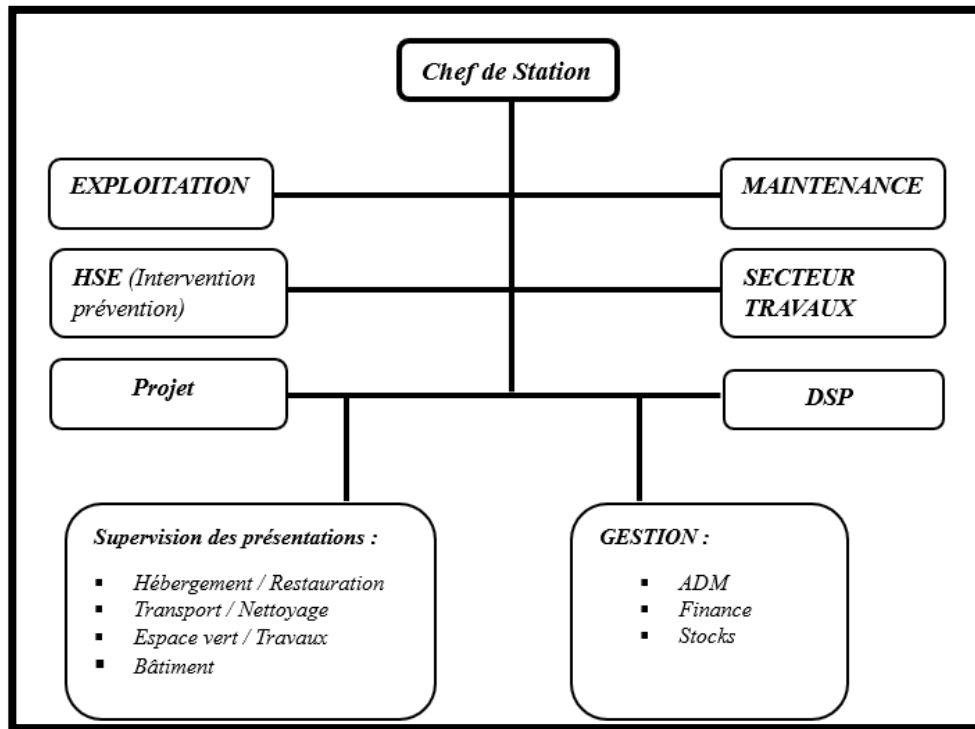 Chef de Station
EXPLOITATION
MAINTENANCE
HSE (Intervention
prévention)
SECTEUR
TRAVAUX
Projet
DSP
Supervision des présentations :
▪ Hébergement / Restauration
▪ Transport / Nettoyage
▪ Espace vert / Travaux
▪ Bâtiment
GESTION :
▪ ADM
▪ Finance
▪ Stocks